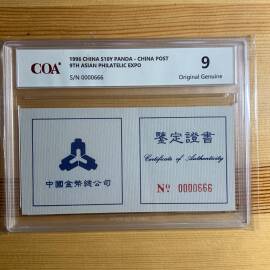 COA
1996 CHINA S10Y PANDA - CHINA POST
9TH ASIAN PHILATELIC EXPO
S/N 0000666
9
Original Genuine
中國金幣總公司
鑒定證書
Certificate of Authenticity
No 0000666